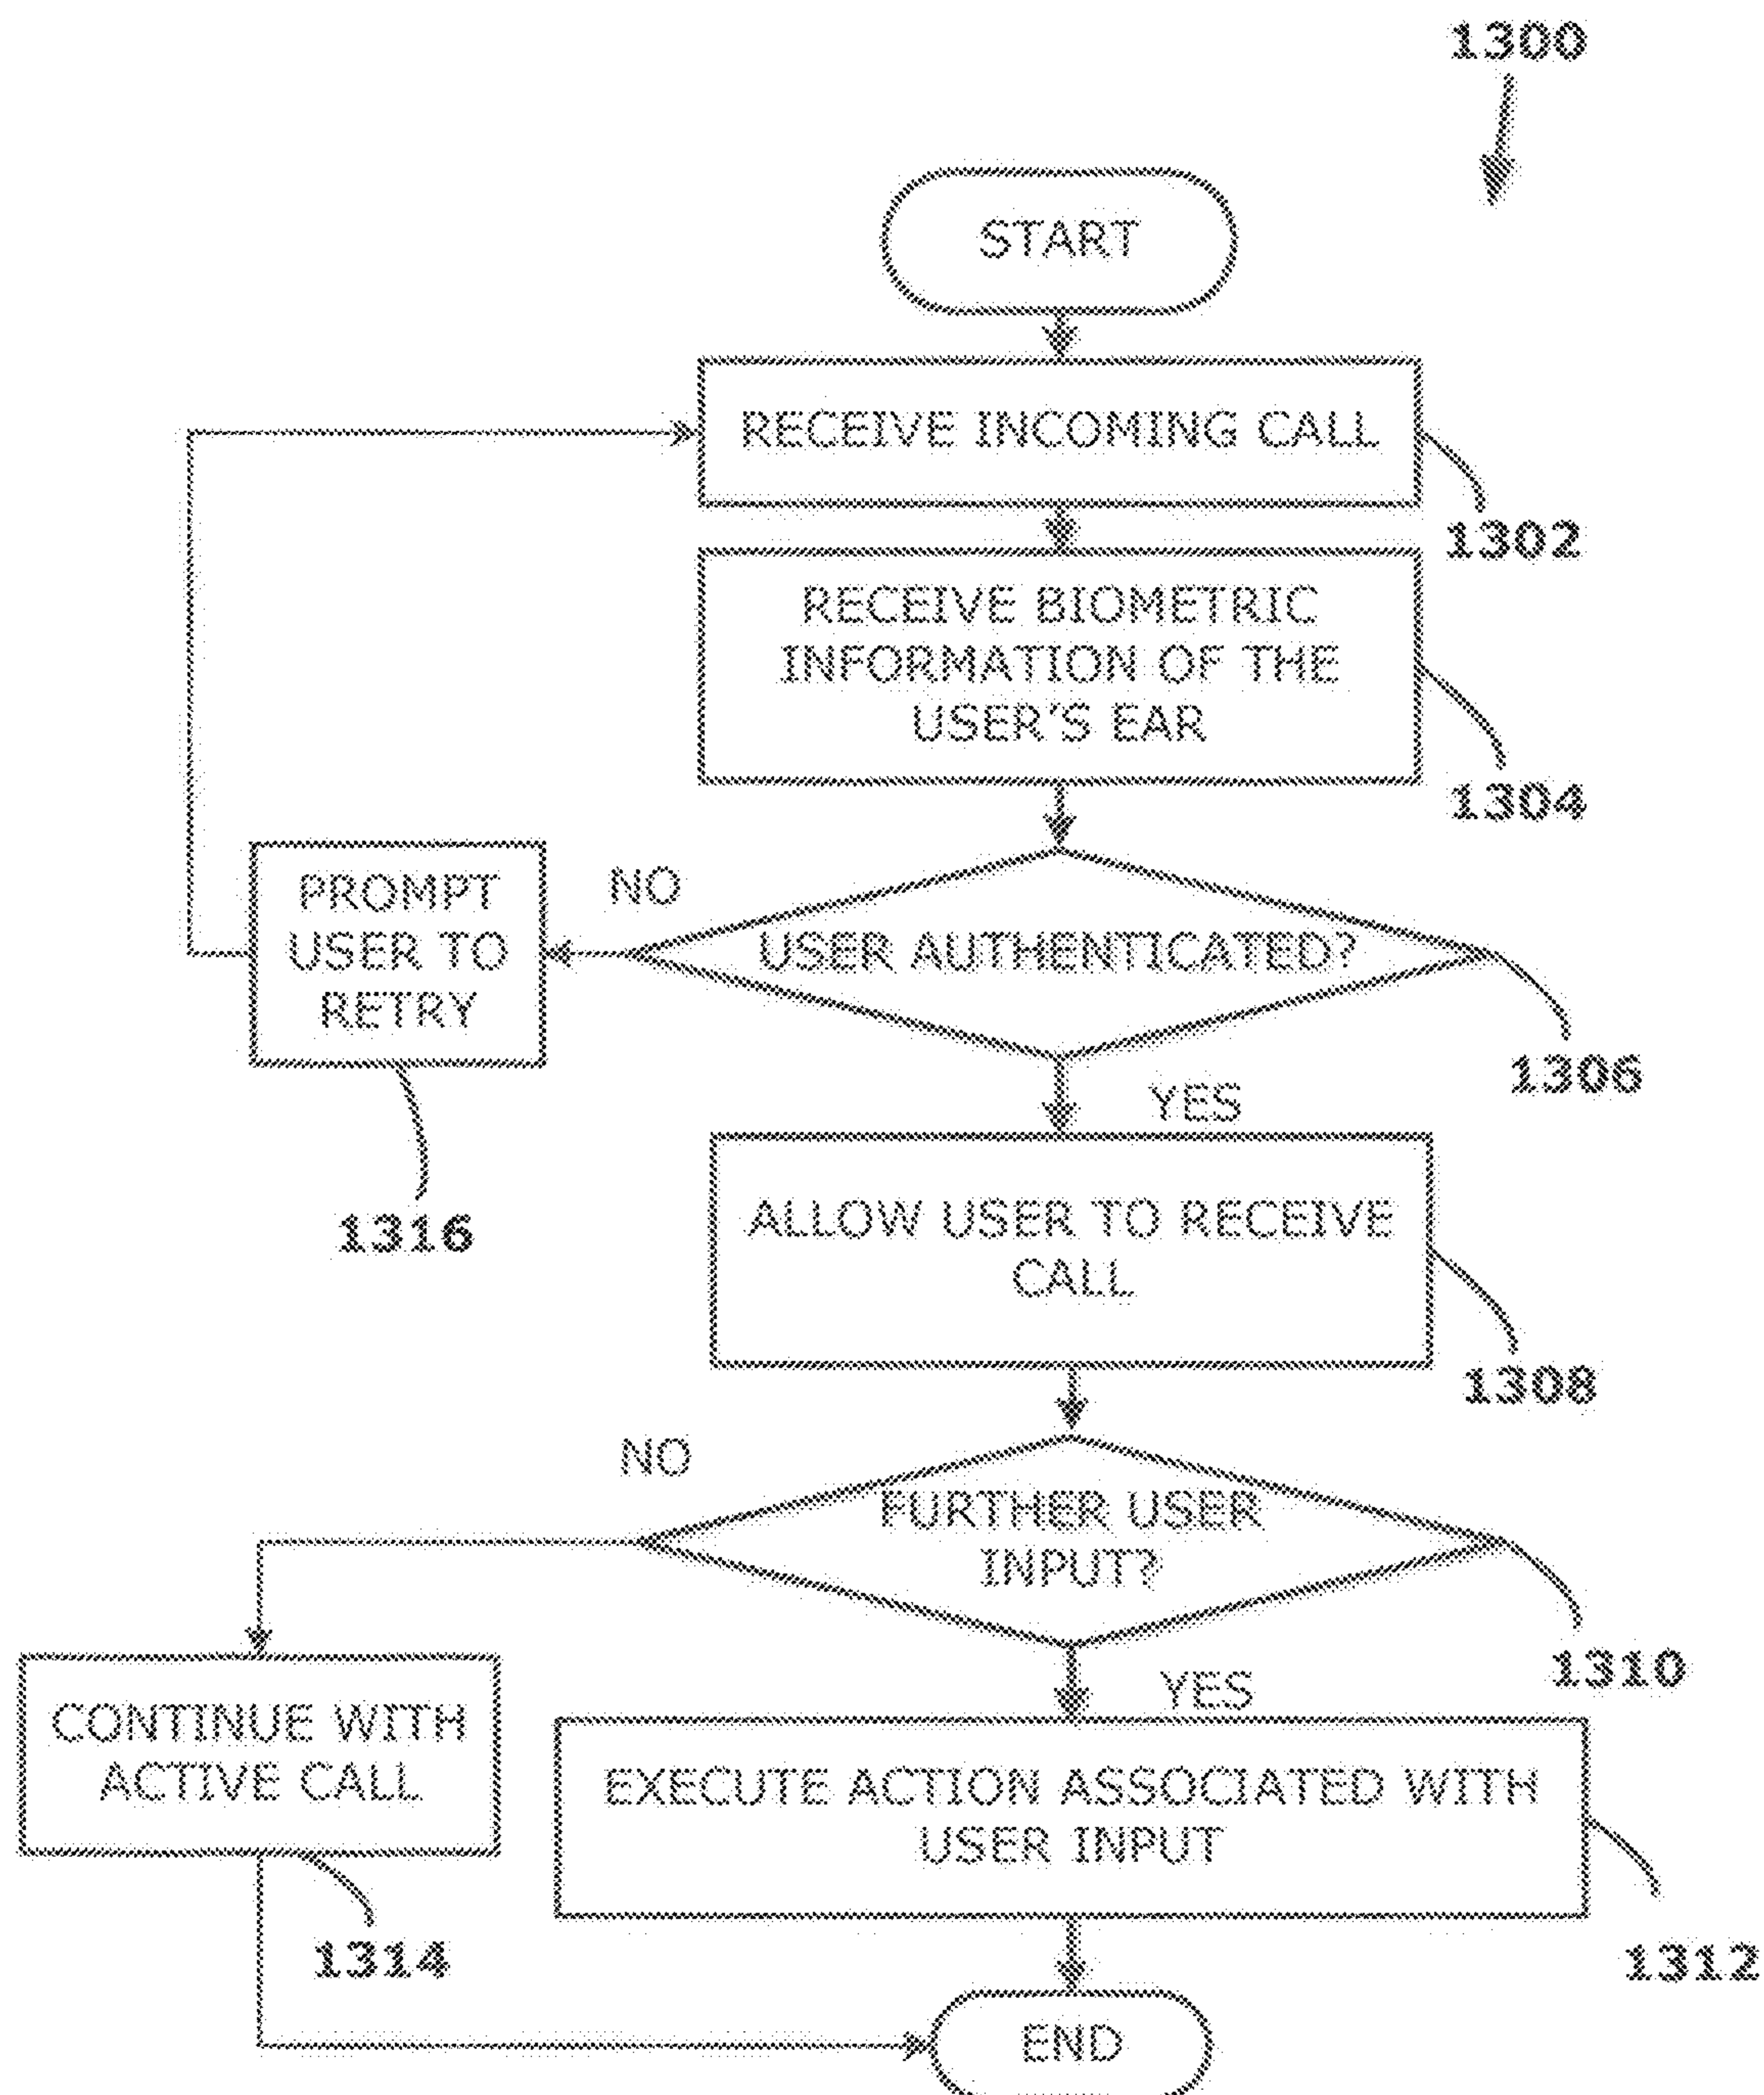 1300
START
RECEIVE INCOMING CALL
1302
RECEIVE BIOMETRIC
INFORMATION OF THE
USER'S EAR
1304
NO
PROMPT
USER TO
RETRY
USER AUTHENTICATED?
1306
1316
YES
ALLOW USER TO RECEIVE
CALL
1308
NO
FURTHER USER
INPUT?
1310
YES
CONTINUE WITH
ACTIVE CALL
1314
EXECUTE ACTION ASSOCIATED WITH
USER INPUT
1312
END